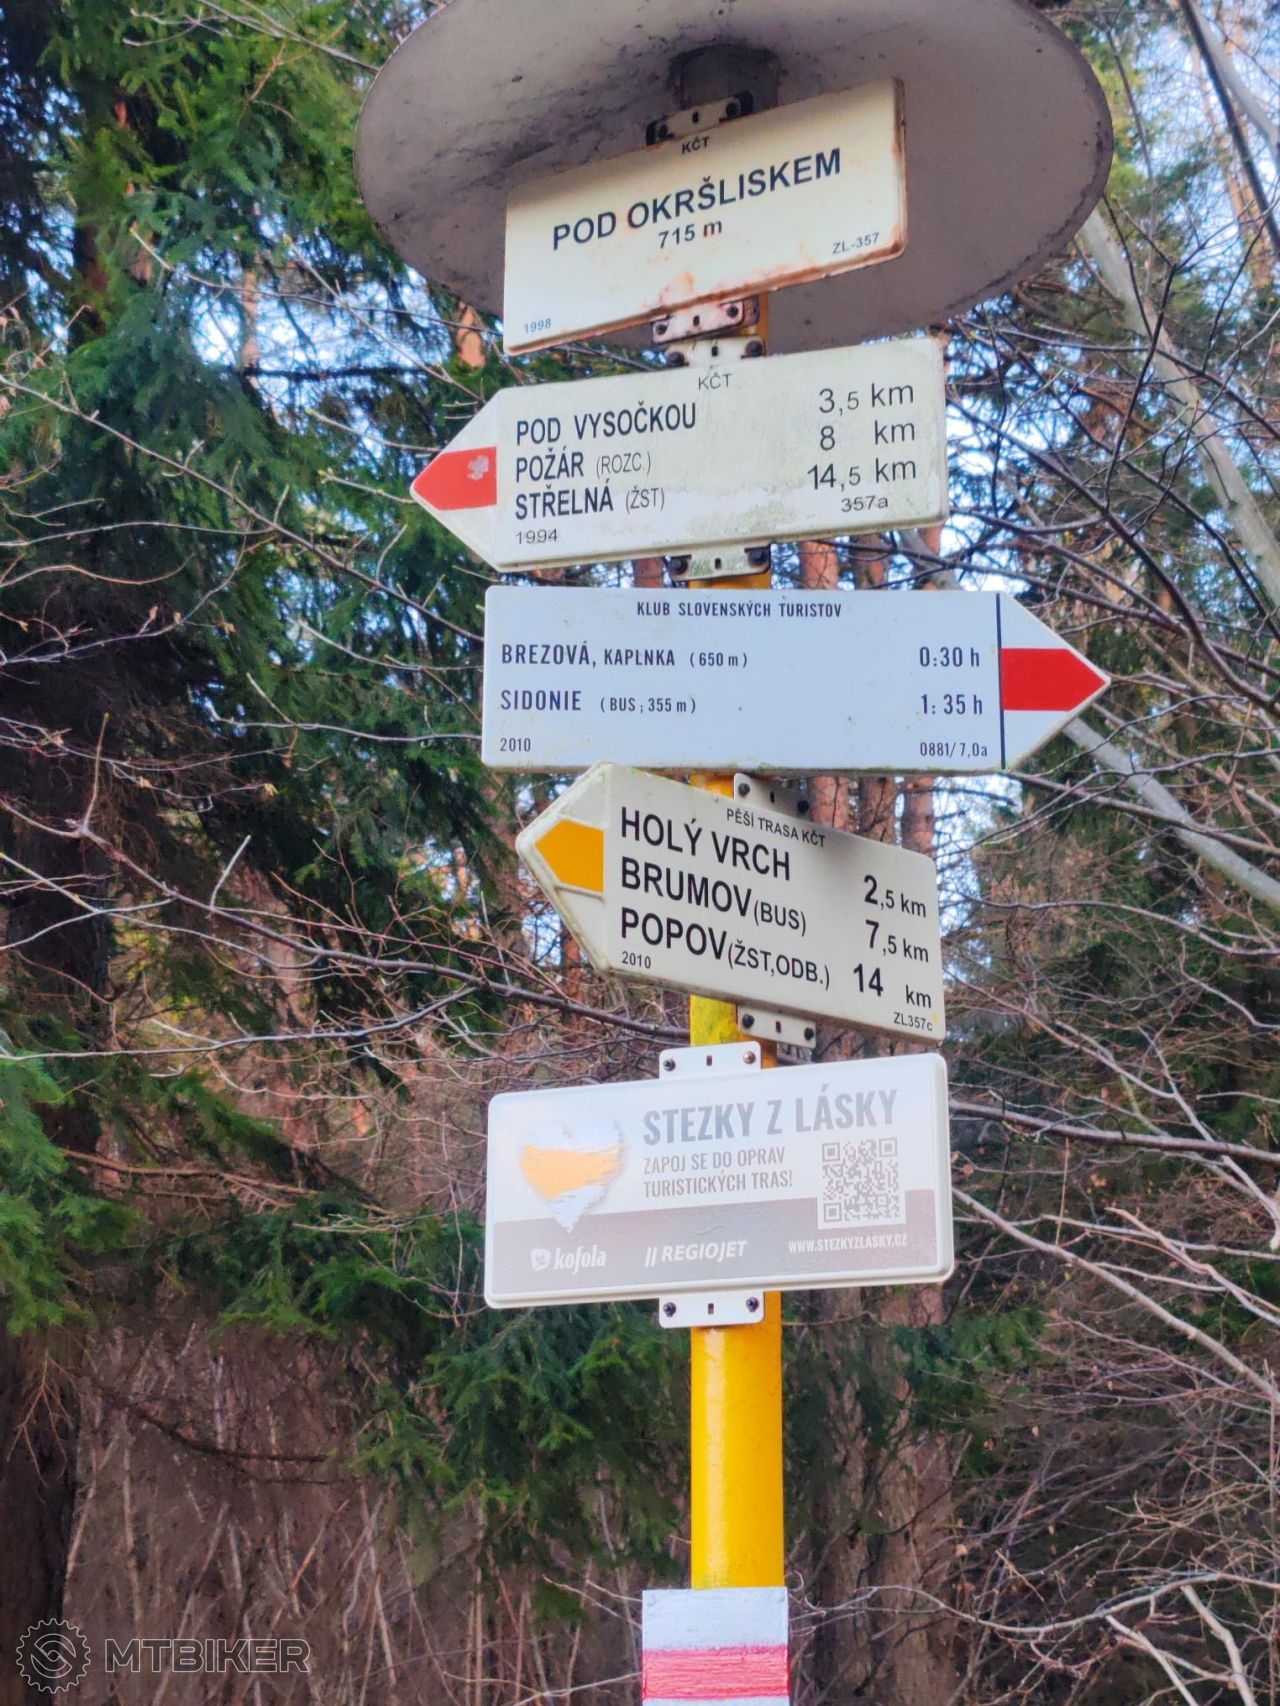 KČT
POD OKRŠLISKEM
715 m
ZL-357
1998
KČT
POD VYSOČKOU 3,5 km
POŽÁR (ROZC.) 8 km
STŘELNÁ (ŽST) 14,5 km
1994 357a
KLUB SLOVENSKÝCH TURISTOV
BREZOVÁ, KAPLNKA (650 m) 0:30 h
SIDONIE (BUS; 355 m) 1:35 h
2010 0881/7,0a
PĚŠÍ TRASA KČT
HOLÝ VRCH 2,5 km
BRUMOV(BUS) 7,5 km
POPOV(ŽST,ODB.) 14 km
2010 ZL357c
STEZKY Z LÁSKY
ZAPOJ SE DO OPRAV
TURISTICKÝCH TRAS!
kofola // REGIOJET WWW.STEZKYZLASKY.CZ
MTBIKER